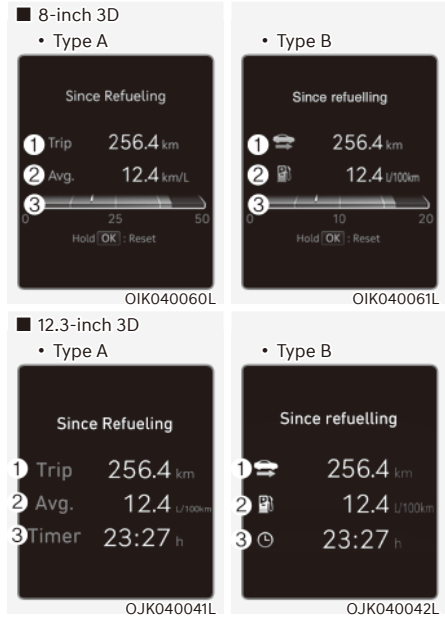 ■ 8-inch 3D
• Type A
Since Refueling
① Trip 256.4 km
② Avg. 12.4 km/L
③
0 25 50
Hold OK : Reset
OIK040060L
• Type B
Since refuelling
① 256.4 km
② 12.4 L/100km
③
0 10 20
Hold OK : Reset
OIK040061L
■ 12.3-inch 3D
• Type A
Since Refueling
① Trip 256.4 km
② Avg. 12.4 L/100km
③ Timer 23:27 h
OJK040041L
• Type B
Since refuelling
① 256.4 km
② 12.4 L/100km
③ 23:27 h
OJK040042L